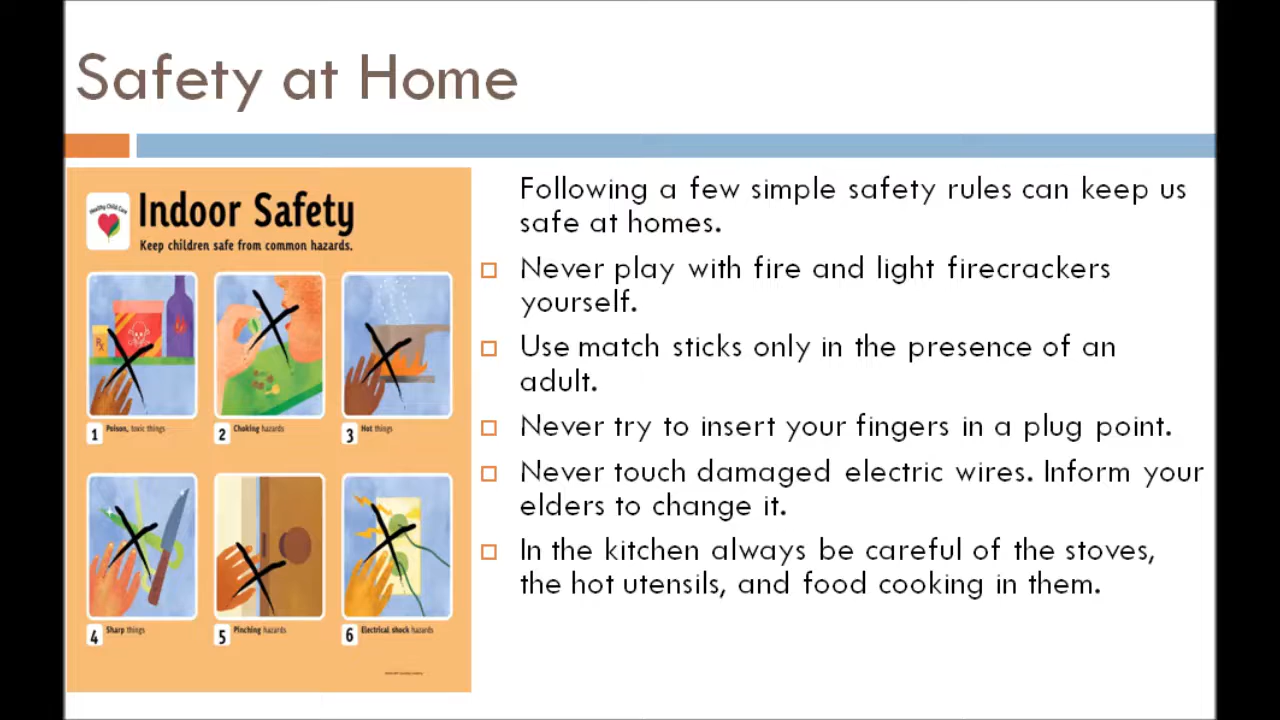 Safety at Home
Healthy Child Care
Indoor Safety
Keep children safe from common hazards.
Rx
1 Poison, toxic things
2 Choking hazards
3 Hot things
4 Sharp things
5 Pinching hazards
6 Electrical shock hazards
Following a few simple safety rules can keep us
safe at homes.
Never play with fire and light firecrackers
yourself.
Use match sticks only in the presence of an
adult.
Never try to insert your fingers in a plug point.
Never touch damaged electric wires. Inform your
elders to change it.
In the kitchen always be careful of the stoves,
the hot utensils, and food cooking in them.